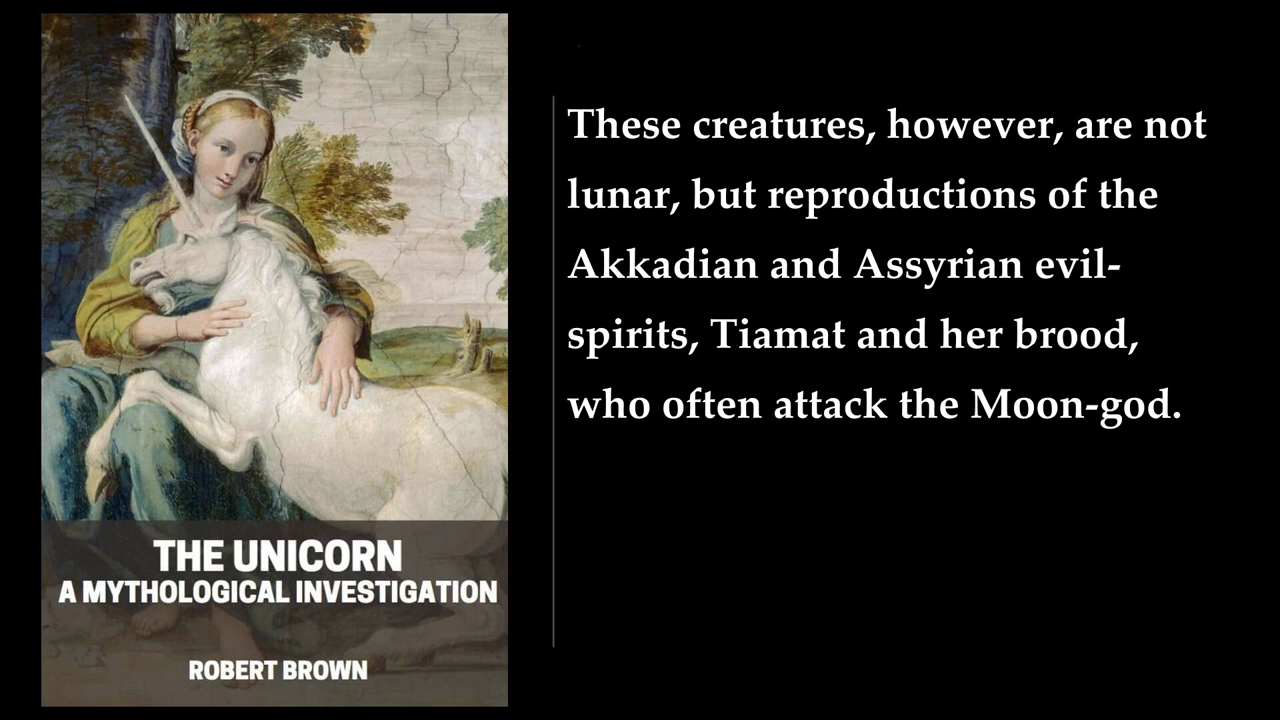 These creatures, however, are not
lunar, but reproductions of the
Akkadian and Assyrian evil-
spirits, Tiamat and her brood,
who often attack the Moon-god.
THE UNICORN
A MYTHOLOGICAL INVESTIGATION
ROBERT BROWN